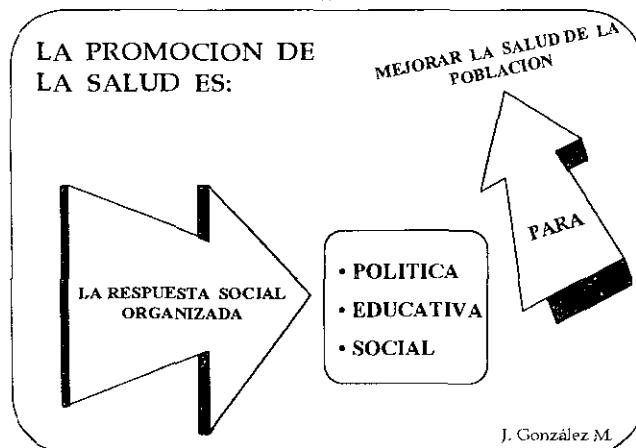 LA PROMOCION DE
LA SALUD ES:
LA RESPUESTA SOCIAL
ORGANIZADA
• POLITICA
• EDUCATIVA
• SOCIAL
PARA
MEJORAR LA SALUD DE LA
POBLACION
J. González M.